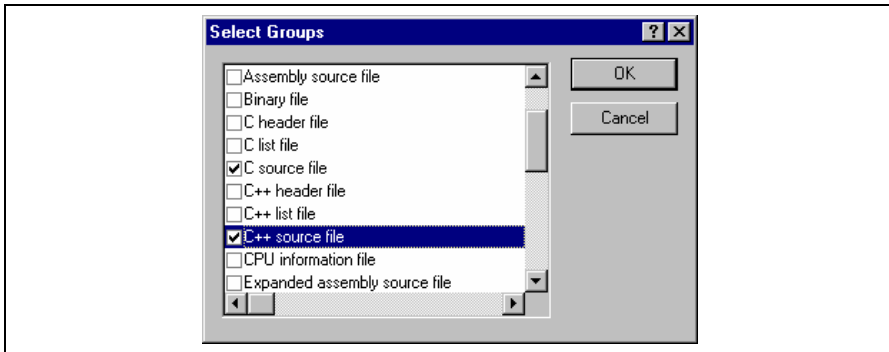 Select Groups
Assembly source file
Binary file
C header file
C list file
C source file
C++ header file
C++ list file
C++ source file
CPU information file
Expanded assembly source file
OK
Cancel